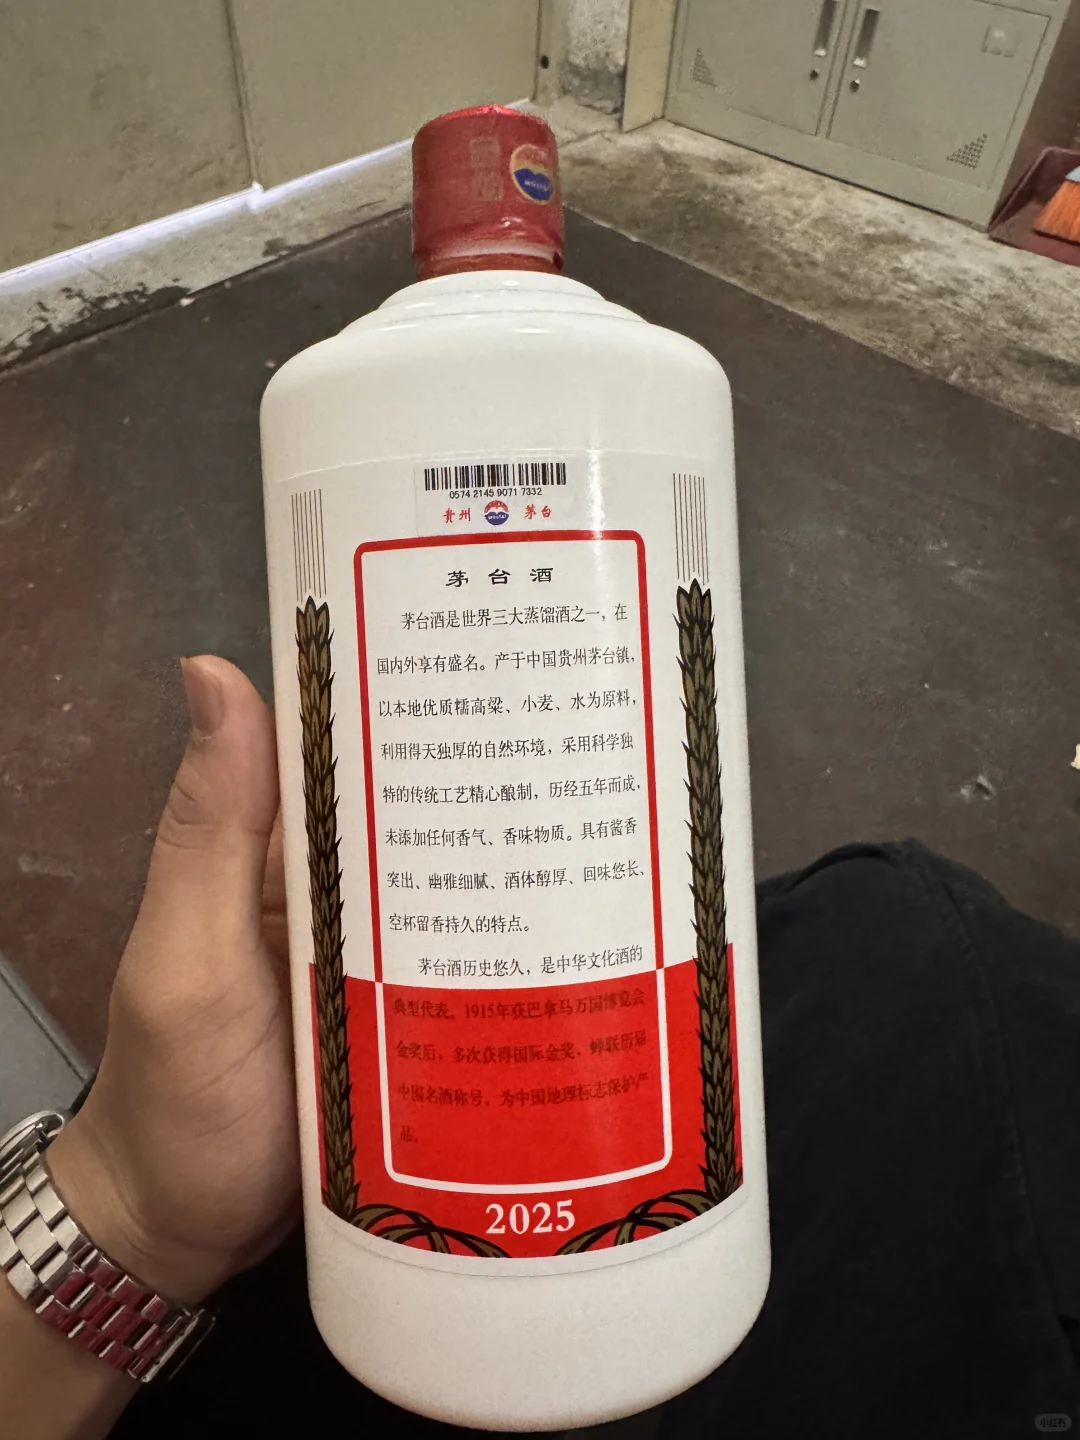 0574 2145 9071 7332
贵州 茅台
茅台酒
茅台酒是世界三大蒸馏酒之一，在
国内外享有盛名。产于中国贵州茅台镇，
以本地优质糯高粱、小麦、水为原料，
利用得天独厚的自然环境，采用科学独
特的传统工艺精心酿制，历经五年而成，
未添加任何香气、香味物质。具有酱香
突出、幽雅细腻、酒体醇厚、回味悠长、
空杯留香持久的特点。
茅台酒历史悠久，是中华文化酒的
典型代表。1915年获巴拿马万国博览会
金奖后，多次获得国际金奖，蝉联历届
中国名酒称号，为中国地理标志保护产
品。
2025
小红书